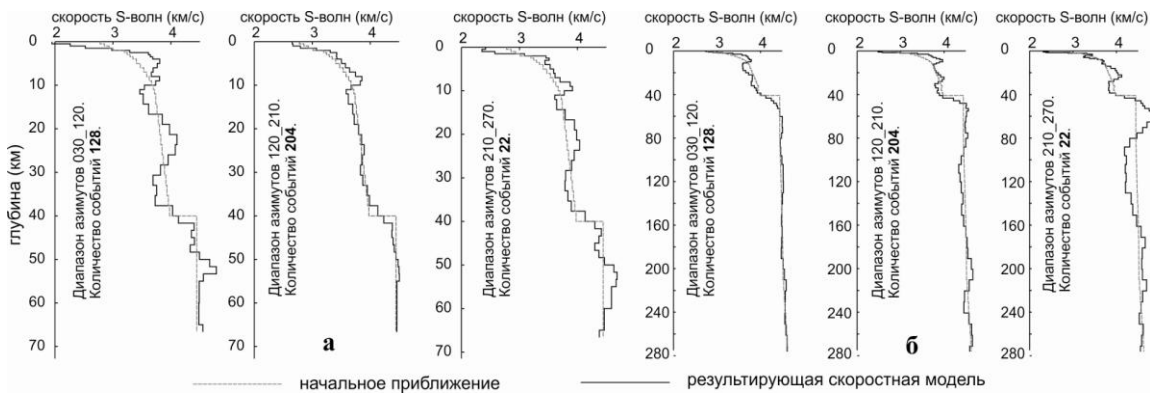 скорость S-волн (км/с)
2 3 4
0
10
20
30
40
50
60
70
глубина (км)
Диапазон азимутов 030_120.
Количество событий 128.
скорость S-волн (км/с)
2 3 4
0
10
20
30
40
50
60
70
Диапазон азимутов 120_210.
Количество событий 204.
а
скорость S-волн (км/с)
2 3 4
0
10
20
30
40
50
60
70
Диапазон азимутов 210_270.
Количество событий 22.
скорость S-волн (км/с)
2 3 4
0
40
80
120
160
200
240
280
Диапазон азимутов 030_120.
Количество событий 128.
скорость S-волн (км/с)
2 3 4
0
40
80
120
160
200
240
280
Диапазон азимутов 120_210.
Количество событий 204.
б
скорость S-волн (км/с)
2 3 4
0
40
80
120
160
200
240
280
Диапазон азимутов 210_270.
Количество событий 22.
начальное приближение
результирующая скоростная модель